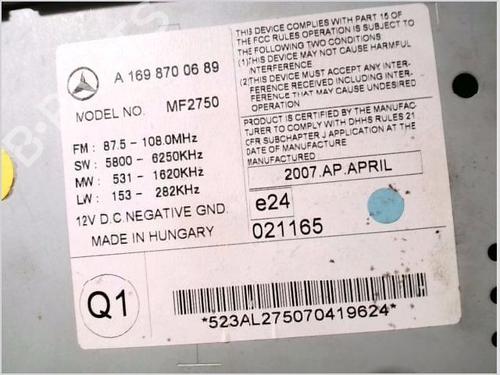 A 169 870 06 89
MODEL NO. MF2750
FM : 87.5 - 108.0MHz
SW : 5800 - 6250KHz
MW : 531 - 1620KHz
LW : 153 - 282KHz
12V D.C.NEGATIVE GND.
MADE IN HUNGARY
THIS DEVICE COMPLIES WITH PART 15 OF
THE FCC RULES OPERATION IS SUBJECT TO
THE FOLLOWING TWO CONDITIONS
(1)THIS DEVICE MAY NOT CAUSE HARMFUL
INTERFERENCE
(2)THIS DEVICE MUST ACCEPT ANY INTER-
FERENCE RECEIVED INCLUDING INTER-
FERENCE THAT MAY CAUSE UNDESIRED
OPERATION
PRODUCT IS CERTIFIED BY THE MANUFAC-
TURER TO COMPLY WITH DHHS RULES 21
CFR SUBCHAPTER J APPLICATION AT THE
DATE OF MANUFACTURE
MANUFACTURED
2007.AP.APRIL
e24
021165
Q1
*523AL275070419624*